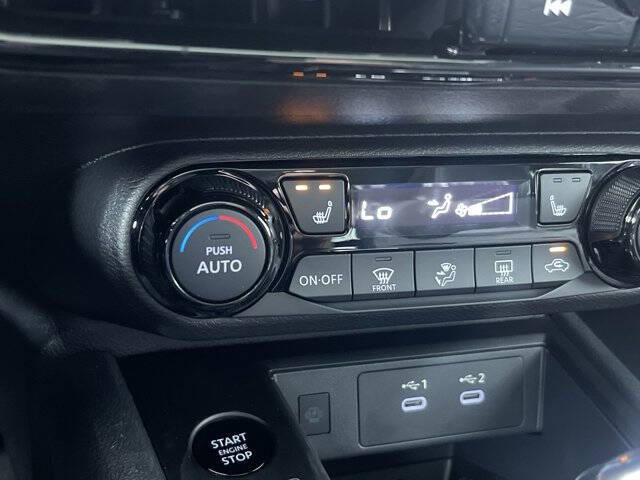 PUSH
AUTO
Lo
ON·OFF
FRONT
REAR
1
2
START
ENGINE
STOP